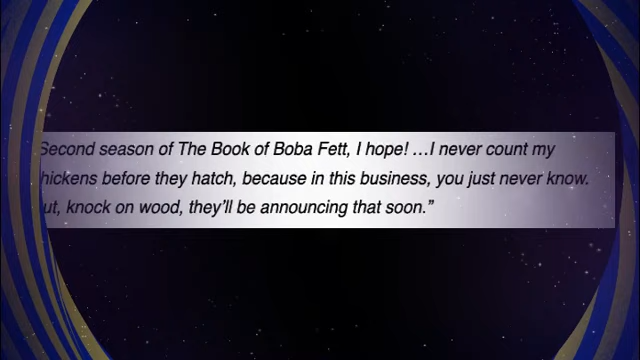 Second season of The Book of Boba Fett, I hope! …I never count my
hickens before they hatch, because in this business, you just never know.
ut, knock on wood, they’ll be announcing that soon.”